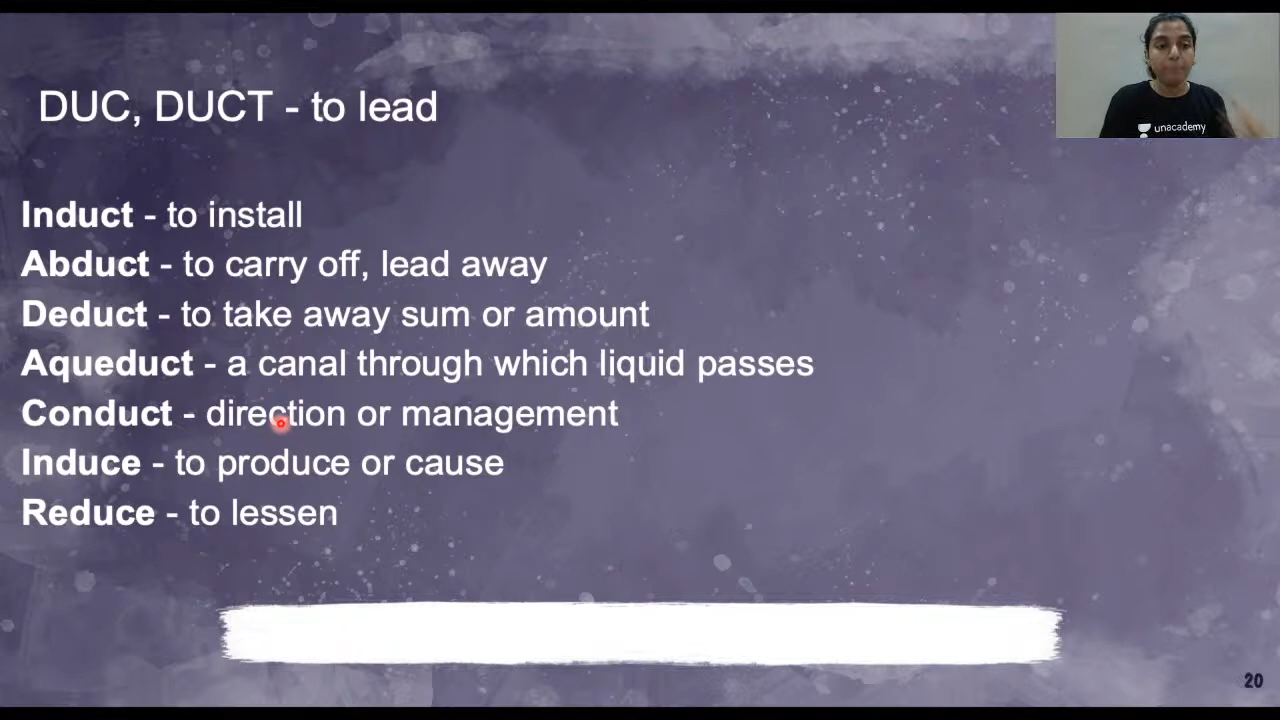 DUC, DUCT - to lead
unacademy
Induct - to install
Abduct - to carry off, lead away
Deduct - to take away sum or amount
Aqueduct - a canal through which liquid passes
Conduct - direction or management
Induce - to produce or cause
Reduce - to lessen
20